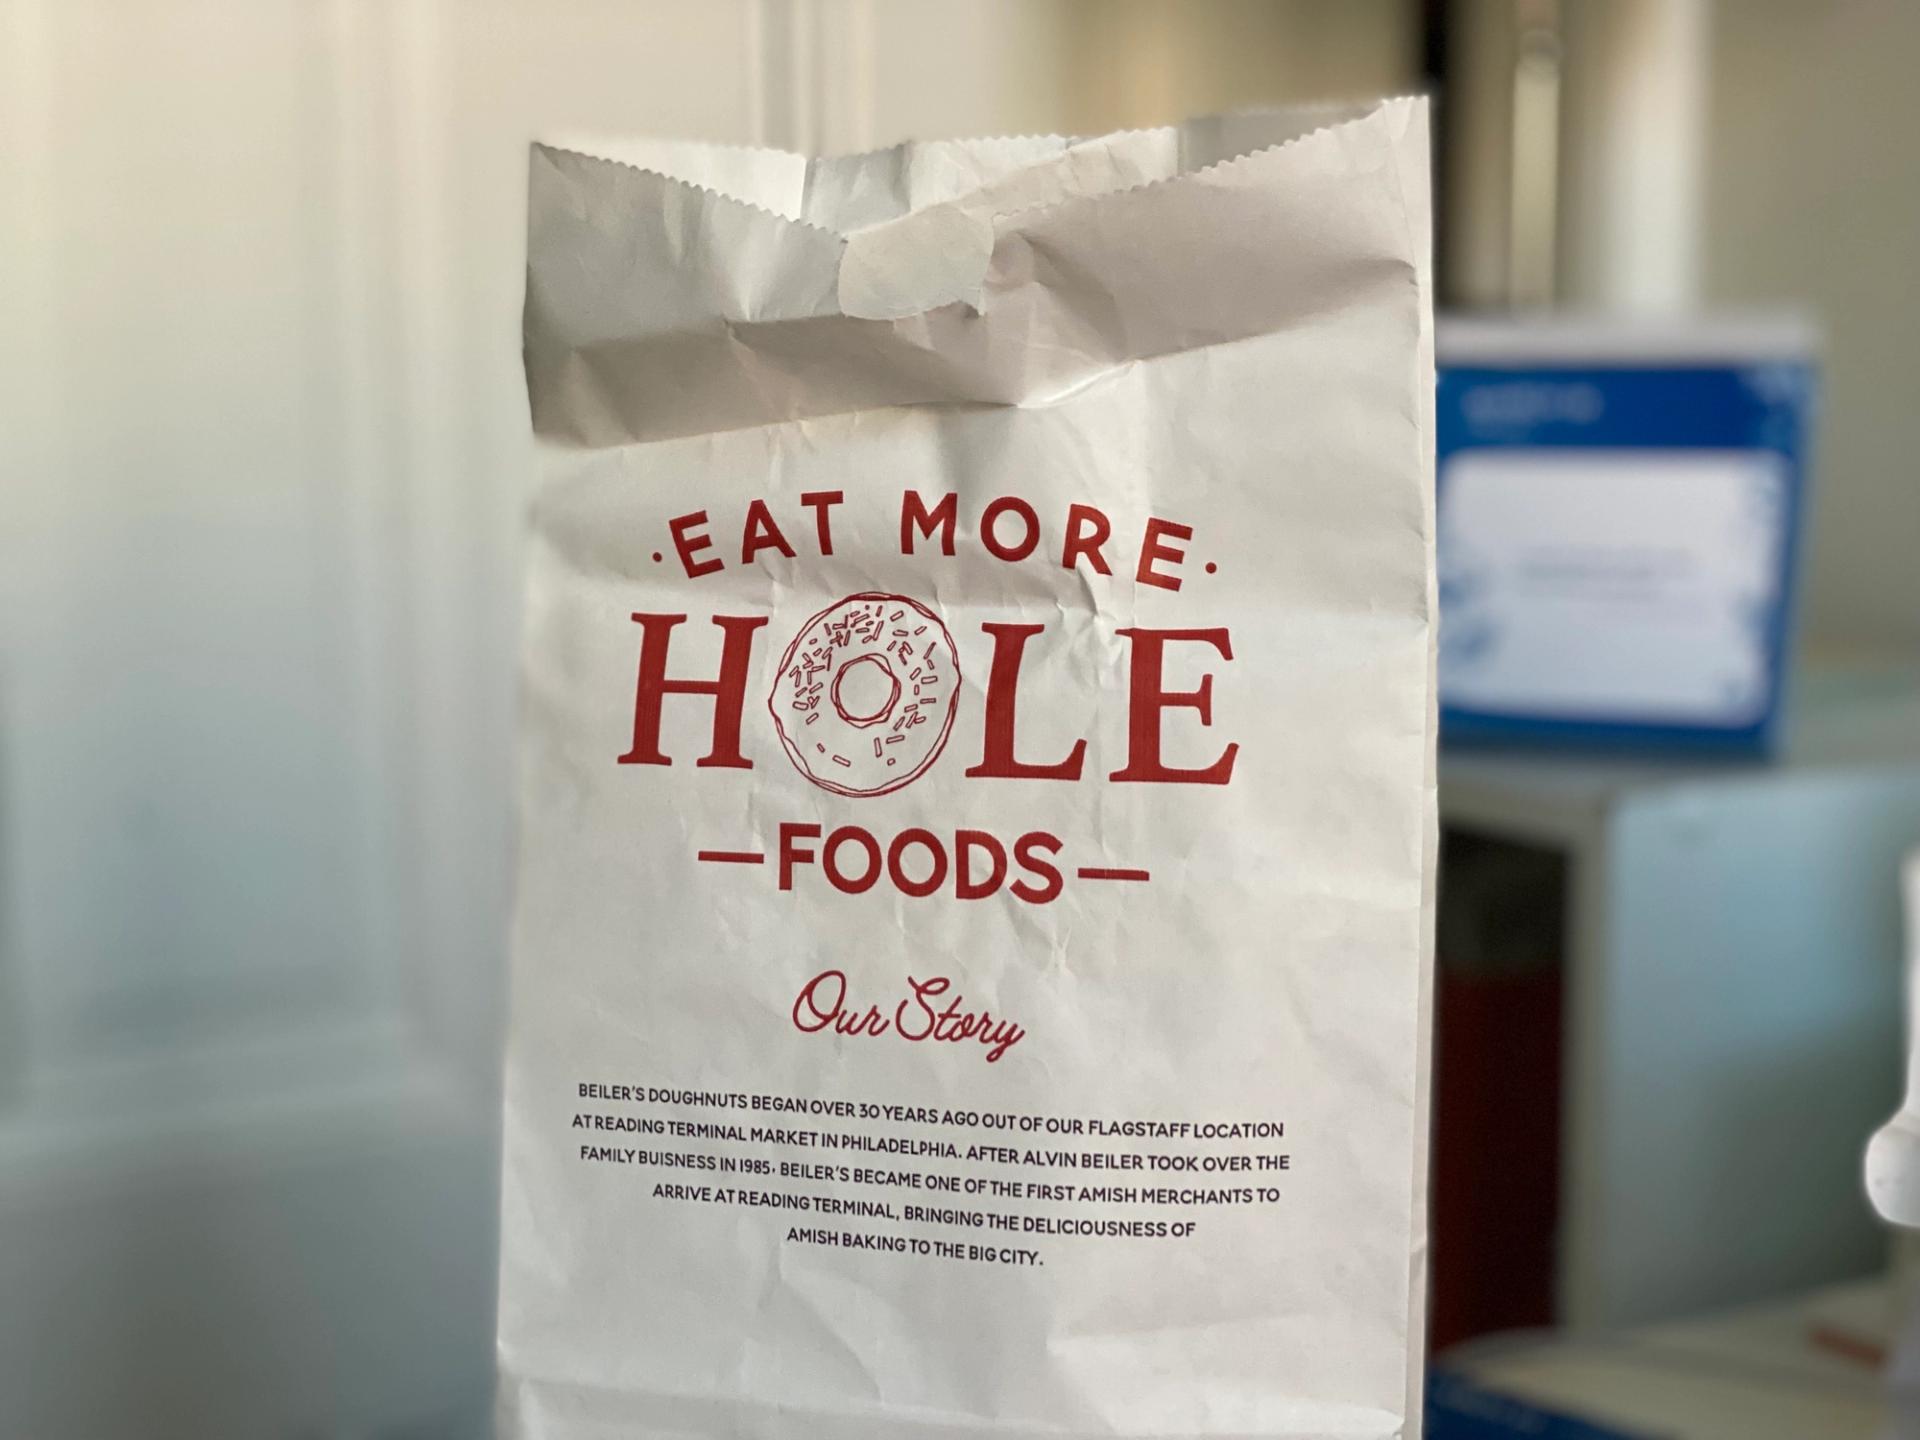 ·EAT MORE·
HOLE
—FOODS—
Our Story
BEILER'S DOUGHNUTS BEGAN OVER 30 YEARS AGO OUT OF OUR FLAGSTAFF LOCATION
AT READING TERMINAL MARKET IN PHILADELPHIA. AFTER ALVIN BEILER TOOK OVER THE
FAMILY BUISNESS IN 1985, BEILER'S BECAME ONE OF THE FIRST AMISH MERCHANTS TO
ARRIVE AT READING TERMINAL, BRINGING THE DELICIOUSNESS OF
AMISH BAKING TO THE BIG CITY.